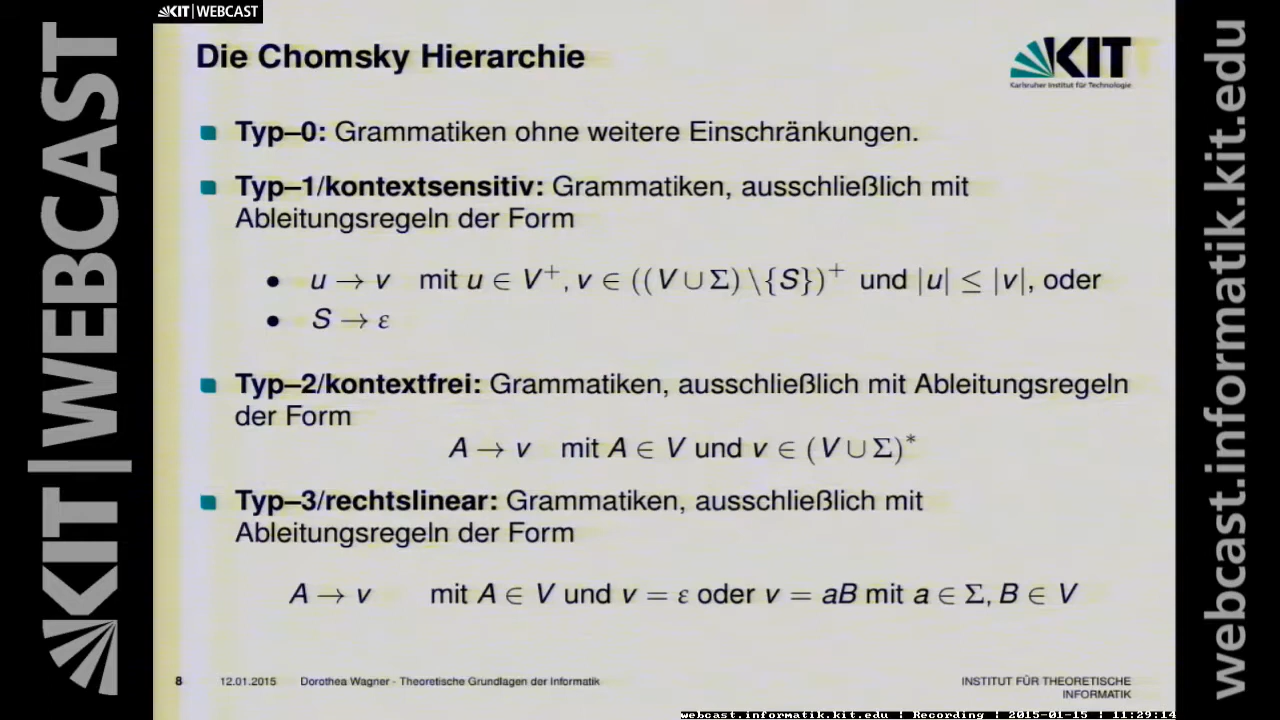 KIT | WEBCAST
KIT | WEBCAST
Die Chomsky Hierarchie
KIT
Karlsruher Institut für Technologie
Typ–0: Grammatiken ohne weitere Einschränkungen.
Typ–1/kontextsensitiv: Grammatiken, ausschließlich mit
Ableitungsregeln der Form
• u → v mit u ∈ V⁺, v ∈ ((V ∪ Σ) \ {S})⁺ und |u| ≤ |v|, oder
• S → ε
Typ–2/kontextfrei: Grammatiken, ausschließlich mit Ableitungsregeln
der Form
A → v mit A ∈ V und v ∈ (V ∪ Σ)*
Typ–3/rechtslinear: Grammatiken, ausschließlich mit
Ableitungsregeln der Form
A → v mit A ∈ V und v = ε oder v = aB mit a ∈ Σ, B ∈ V
8 12.01.2015 Dorothea Wagner - Theoretische Grundlagen der Informatik
INSTITUT FÜR THEORETISCHE
INFORMATIK
webcast.informatik.kit.edu
webcast.informatik.kit.edu | Recording | 2015-01-15 | 11:29:14